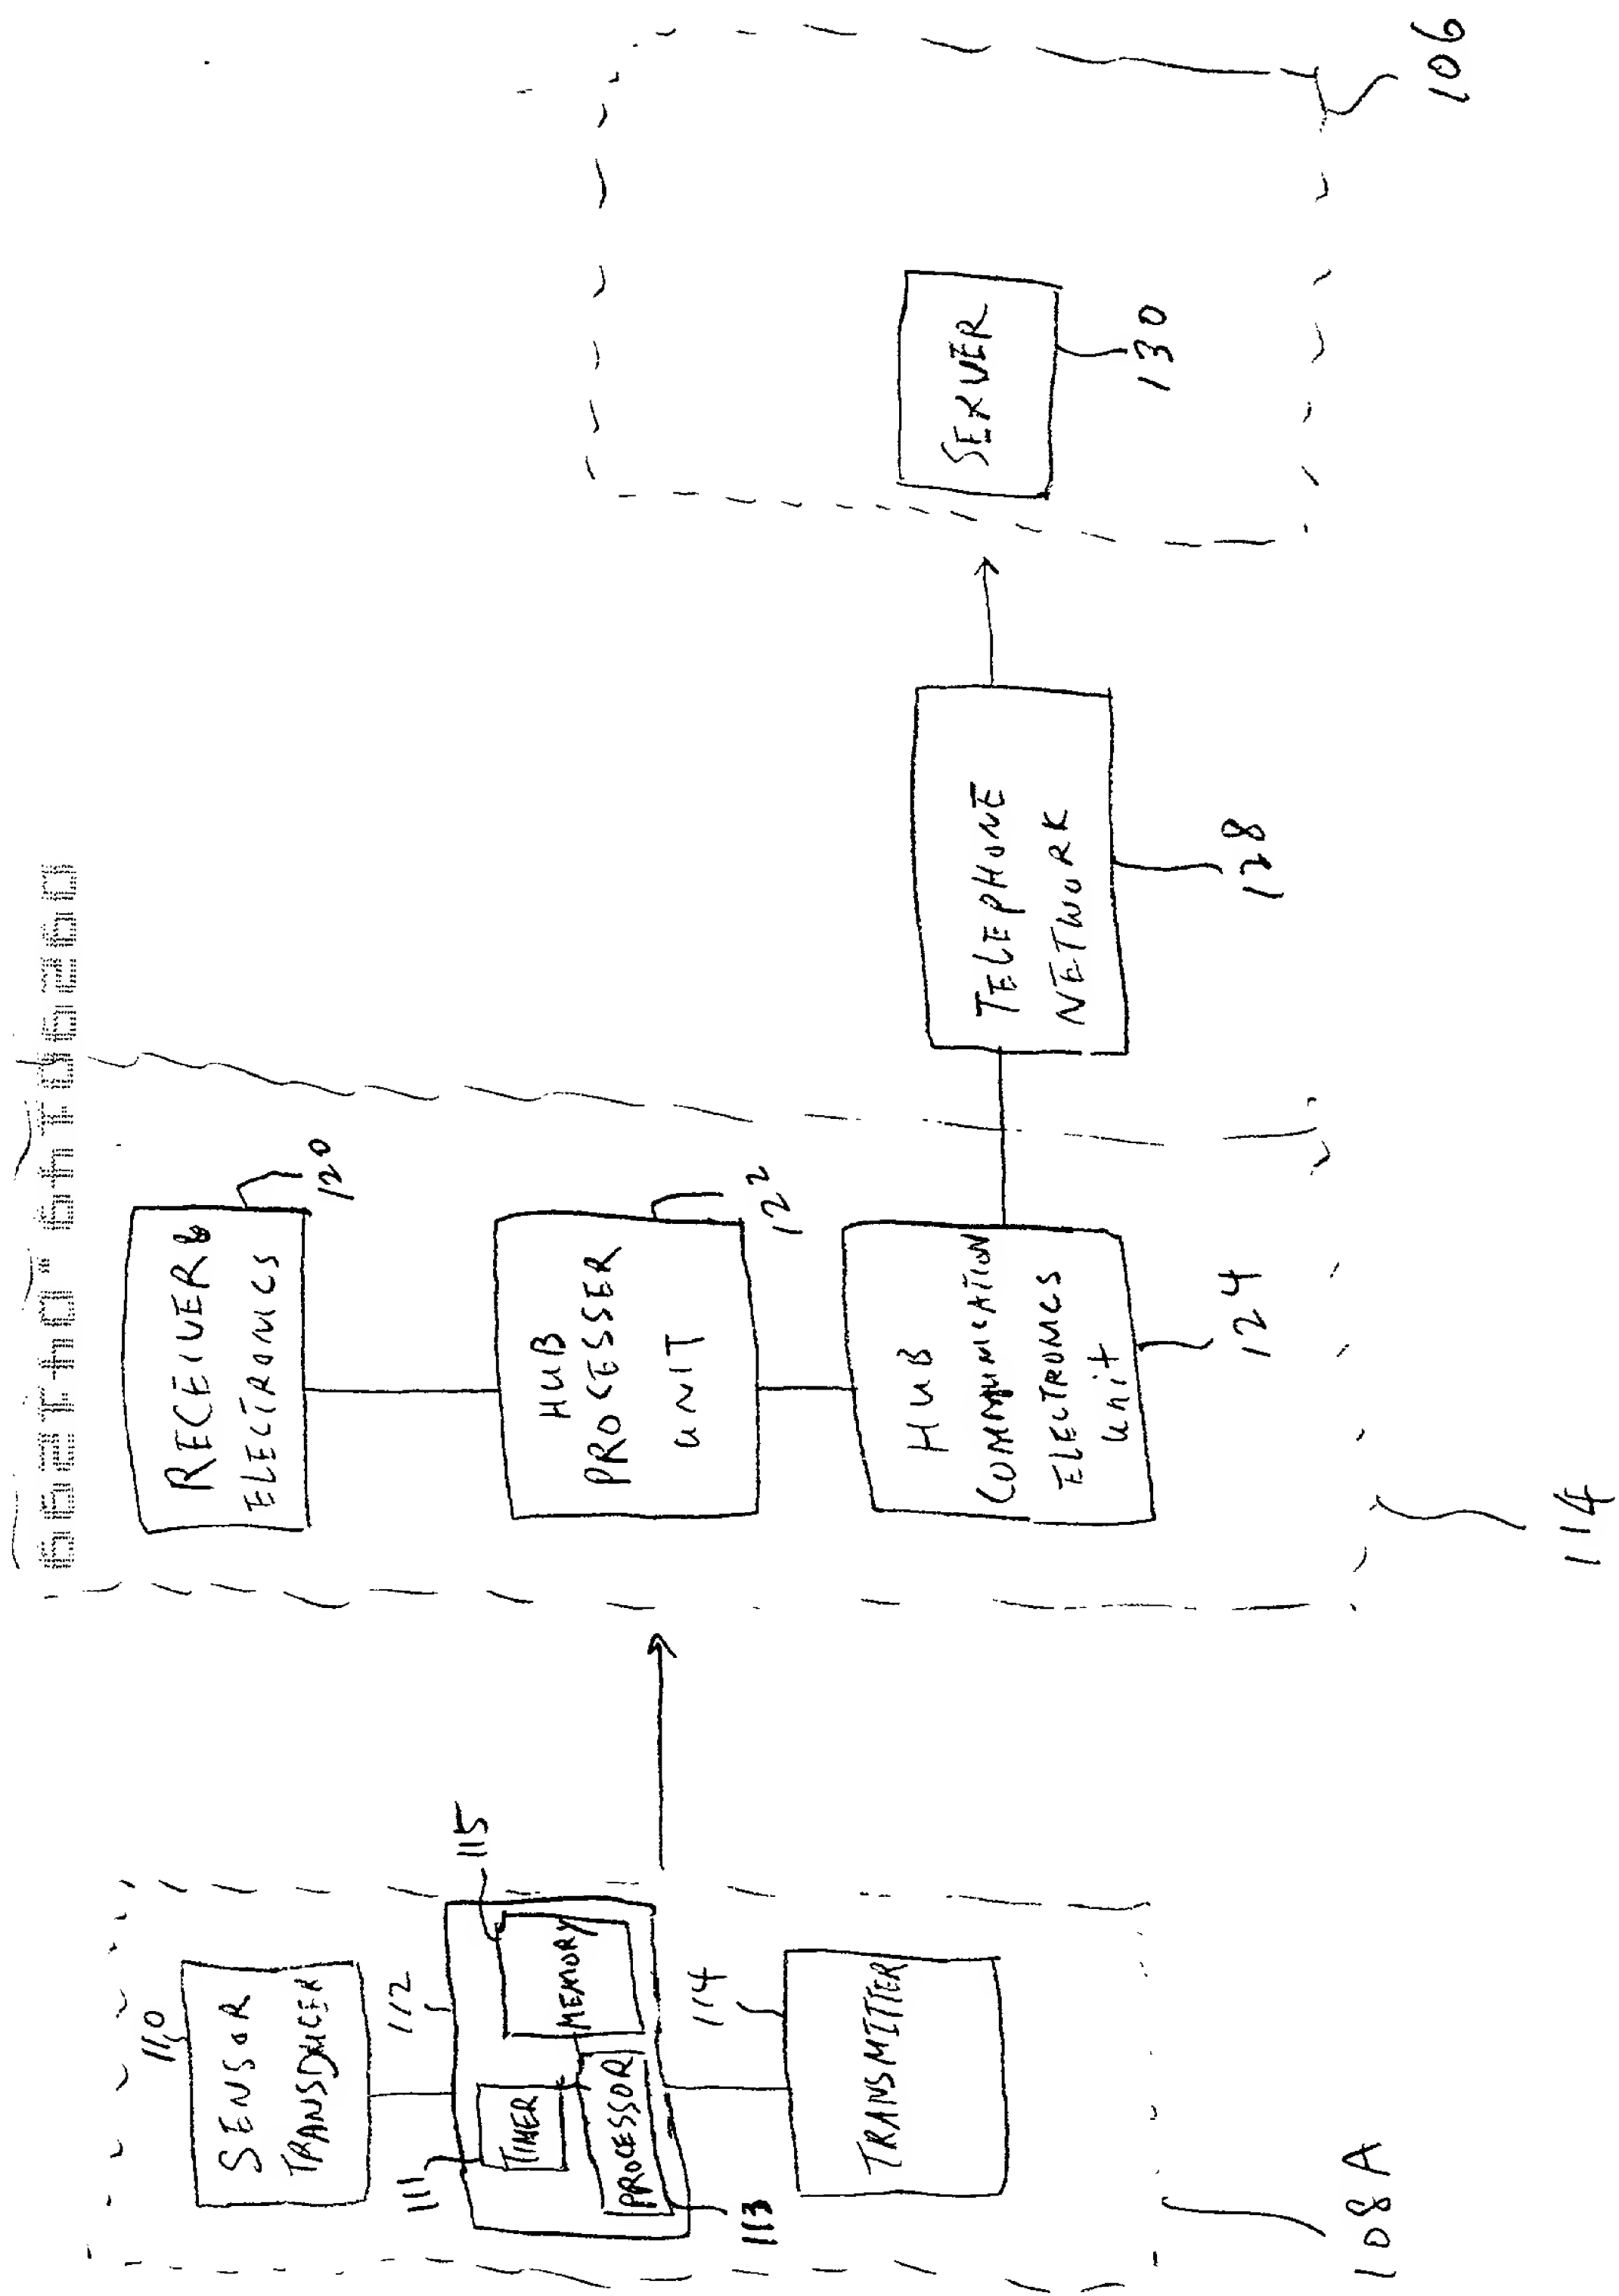 110
SENSOR
TRANSDUCER
112
115
111
TIMER
MEMORY
PROCESSOR
113
114
TRANSMITTER
108A
RECEIVER &
ELECTRONICS
120
HUB
PROCESSER
UNIT
122
HUB
COMMUNICATION
ELECTRONICS
Unit
124
114
TELEPHONE
NETWORK
128
SERVER
130
106